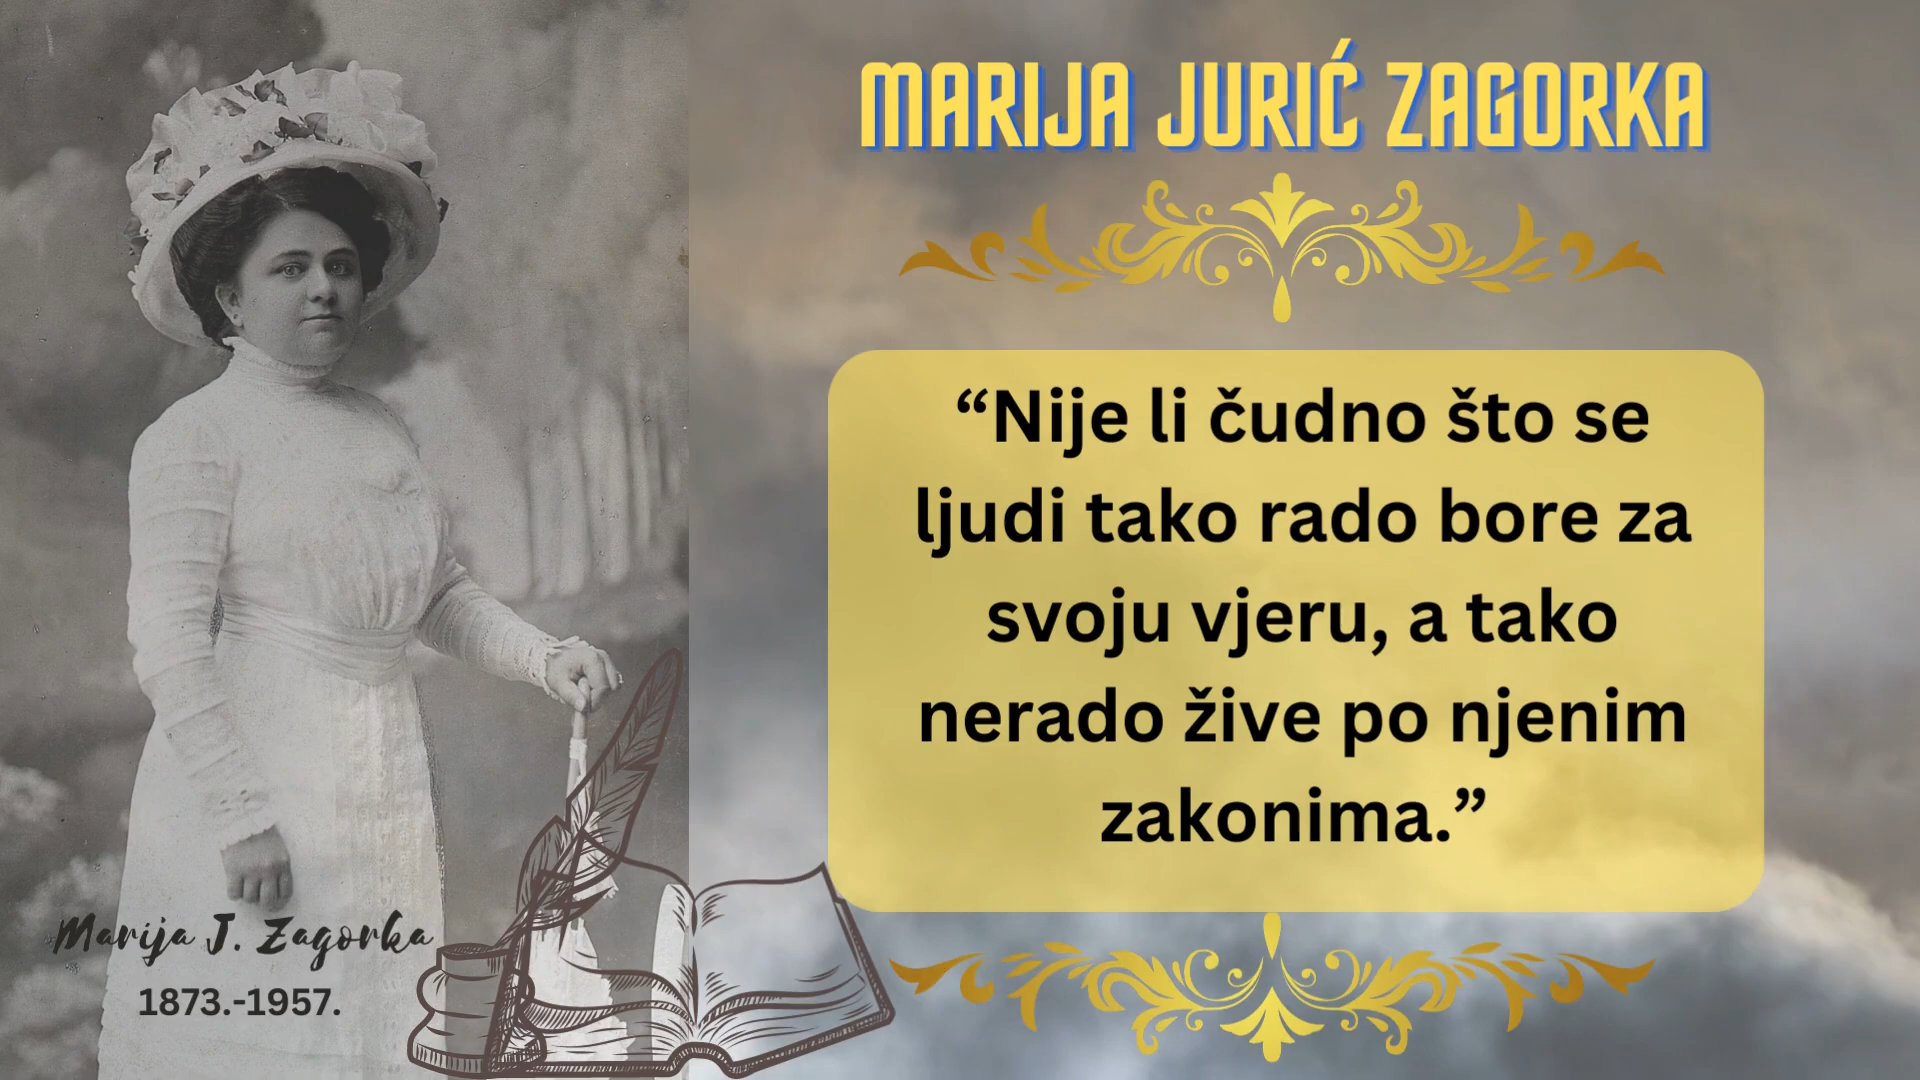 MARIJA JURIĆ ZAGORKA
“Nije li čudno što se
ljudi tako rado bore za
svoju vjeru, a tako
nerado žive po njenim
zakonima.”
Marija J. Zagorka
1873.-1957.